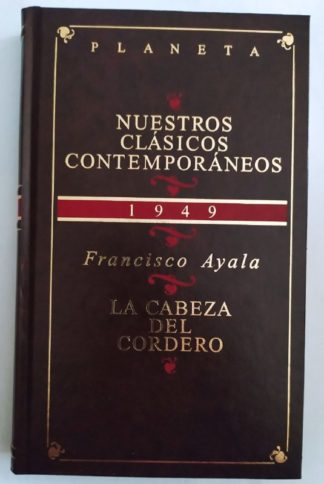 PLANETA
NUESTROS
CLÁSICOS
CONTEMPORÁNEOS
1949
Francisco Ayala
LA CABEZA
DEL
CORDERO